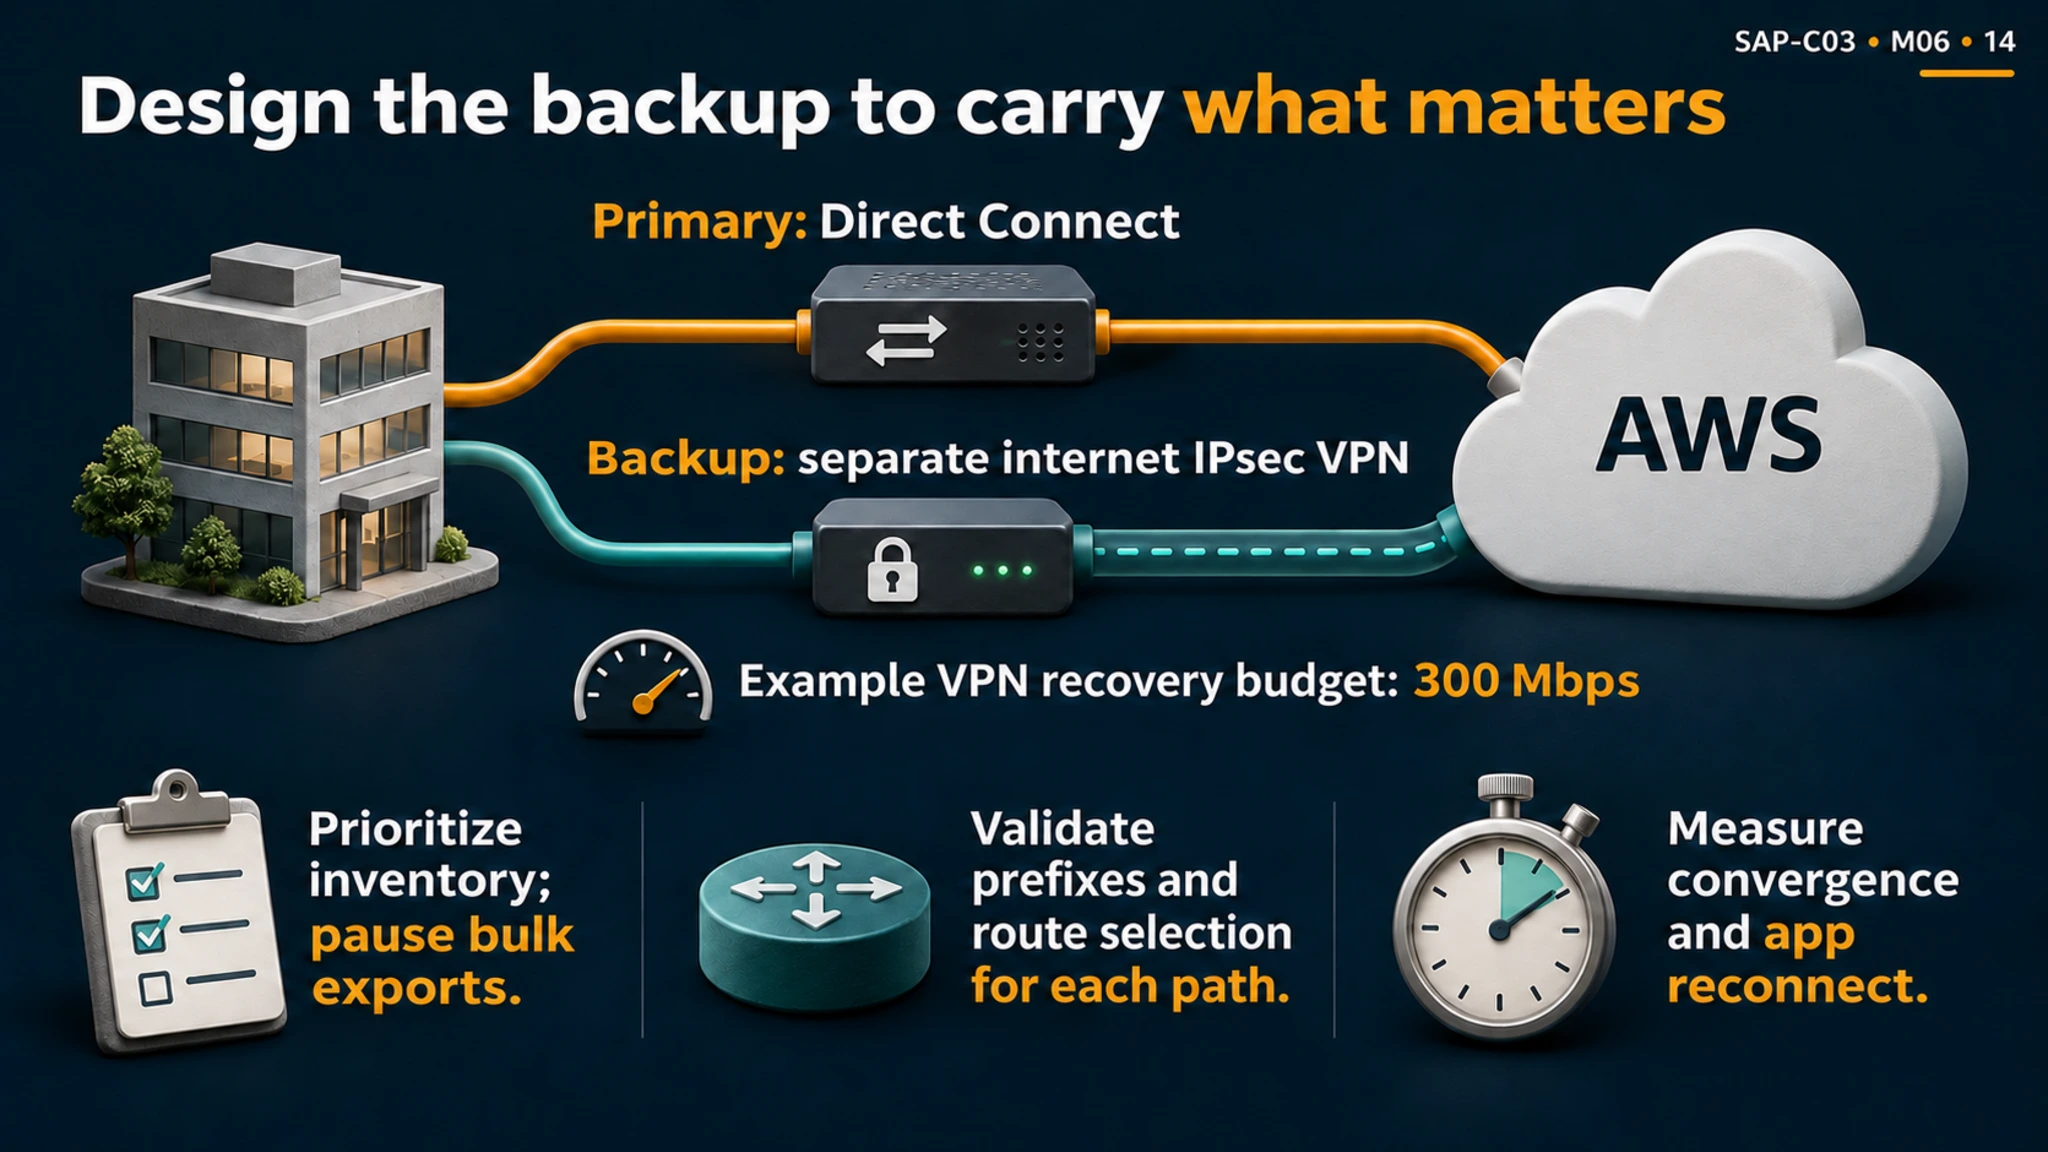 SAP-C03 • M06 • 14
Design the backup to carry what matters
Primary: Direct Connect
AWS
Backup: separate internet IPsec VPN
Example VPN recovery budget: 300 Mbps
Prioritize
inventory;
pause bulk
exports.
Validate
prefixes and
route selection
for each path.
Measure
convergence
and app
reconnect.